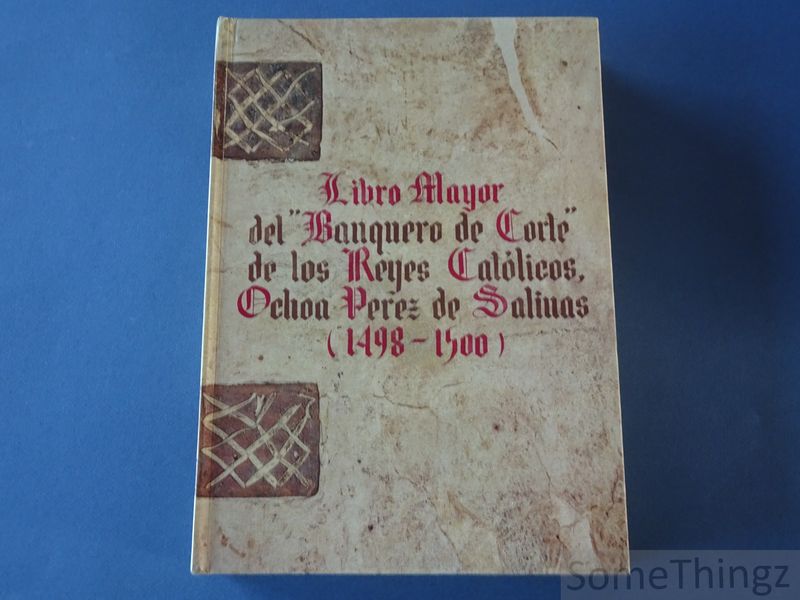 Libro Mayor
del "Banquero de Corte"
de los Reyes Católicos,
Ochoa Perez de Salinas
(1498-1500)
SomeThingz